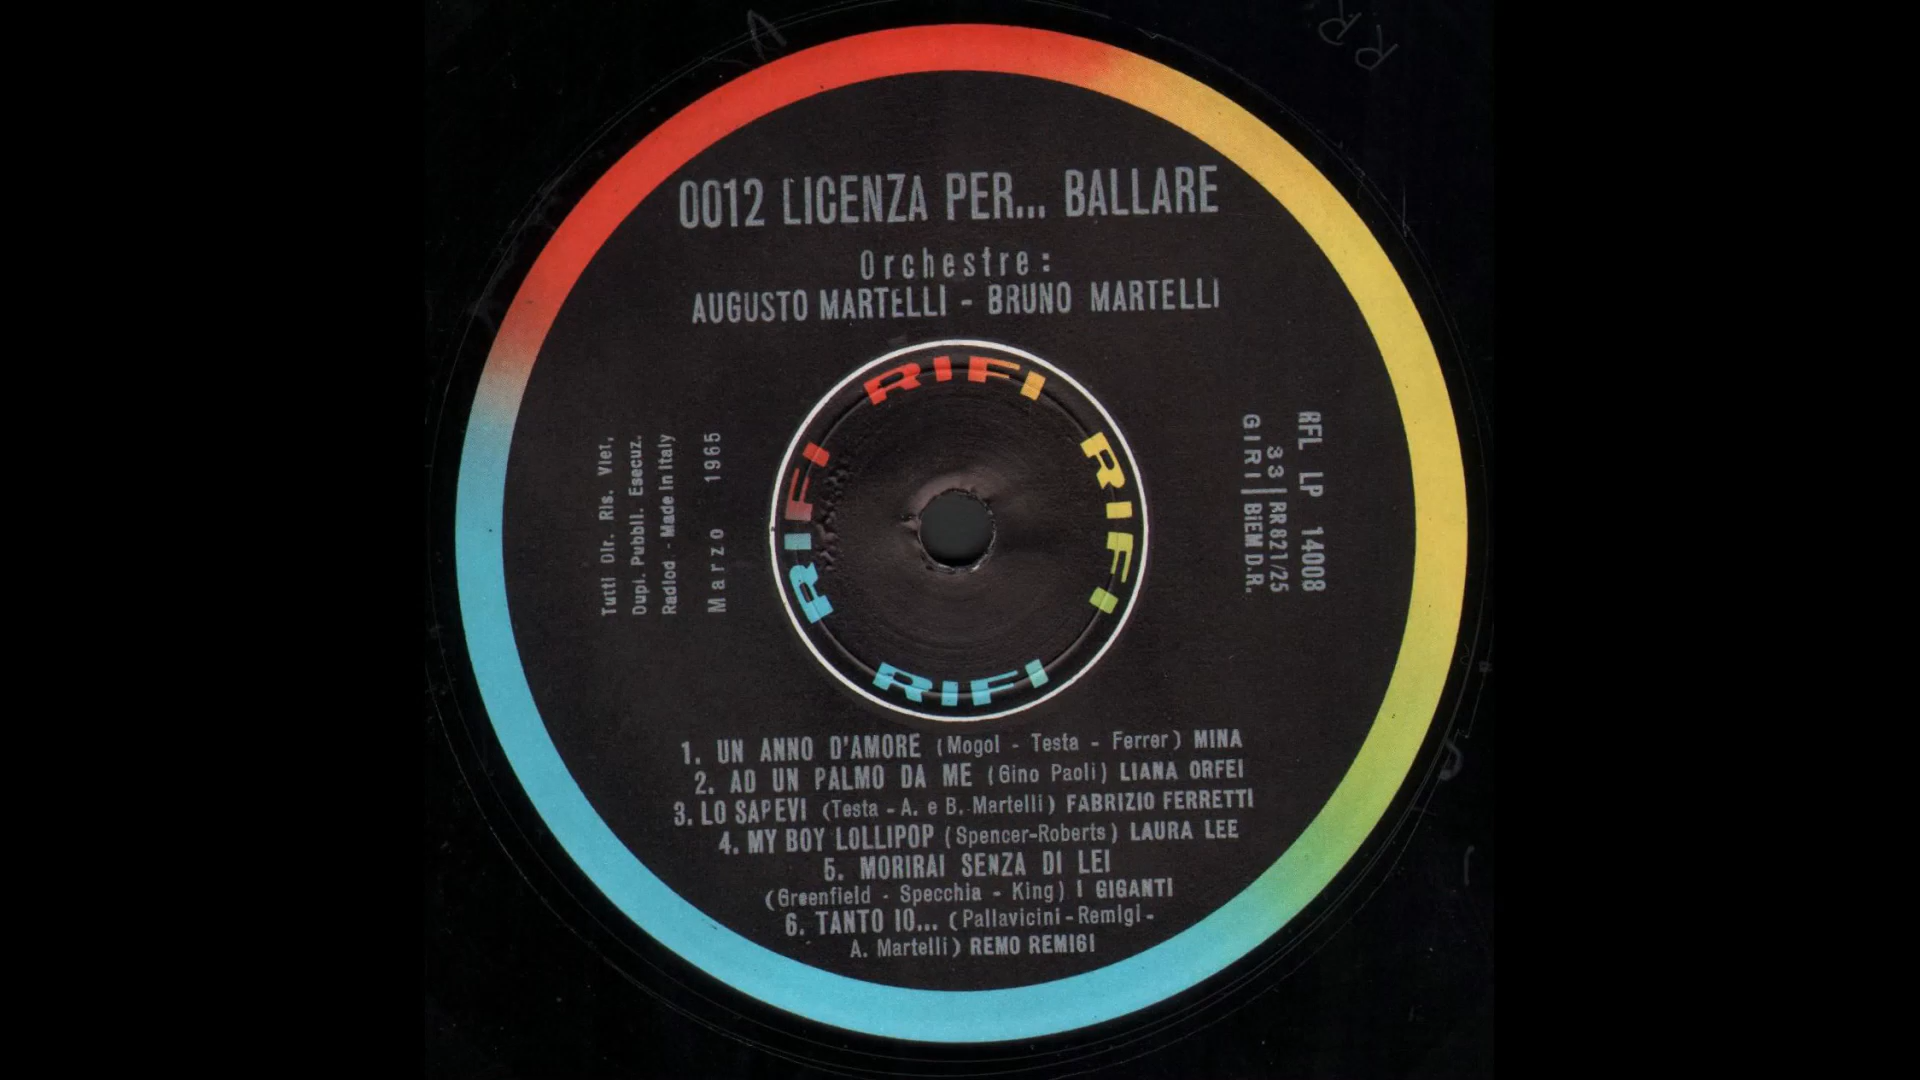 0012 LICENZA PER... BALLARE
Orchestre:
AUGUSTO MARTELLI - BRUNO MARTELLI
RIFI
RIFI
RIFI
RIFI
Tutti Dir. Ris. Viet.
Dupl. Pubbli. Esecuz.
Radiod - Made in Italy
Marzo 1965
RFL LP 14008
33 | RR 821/25
GIRI | BiEM D.R.
1. UN ANNO D'AMORE (Mogol - Testa - Ferrer) MINA
2. AD UN PALMO DA ME (Gino Paoli) LIANA ORFEI
3. LO SAPEVI (Testa - A. e B. Martelli) FABRIZIO FERRETTI
4. MY BOY LOLLIPOP (Spencer-Roberts) LAURA LEE
5. MORIRAI SENZA DI LEI
(Greenfield - Specchia - King) I GIGANTI
6. TANTO IO... (Pallavicini-Remigi-
A. Martelli) REMO REMIGI